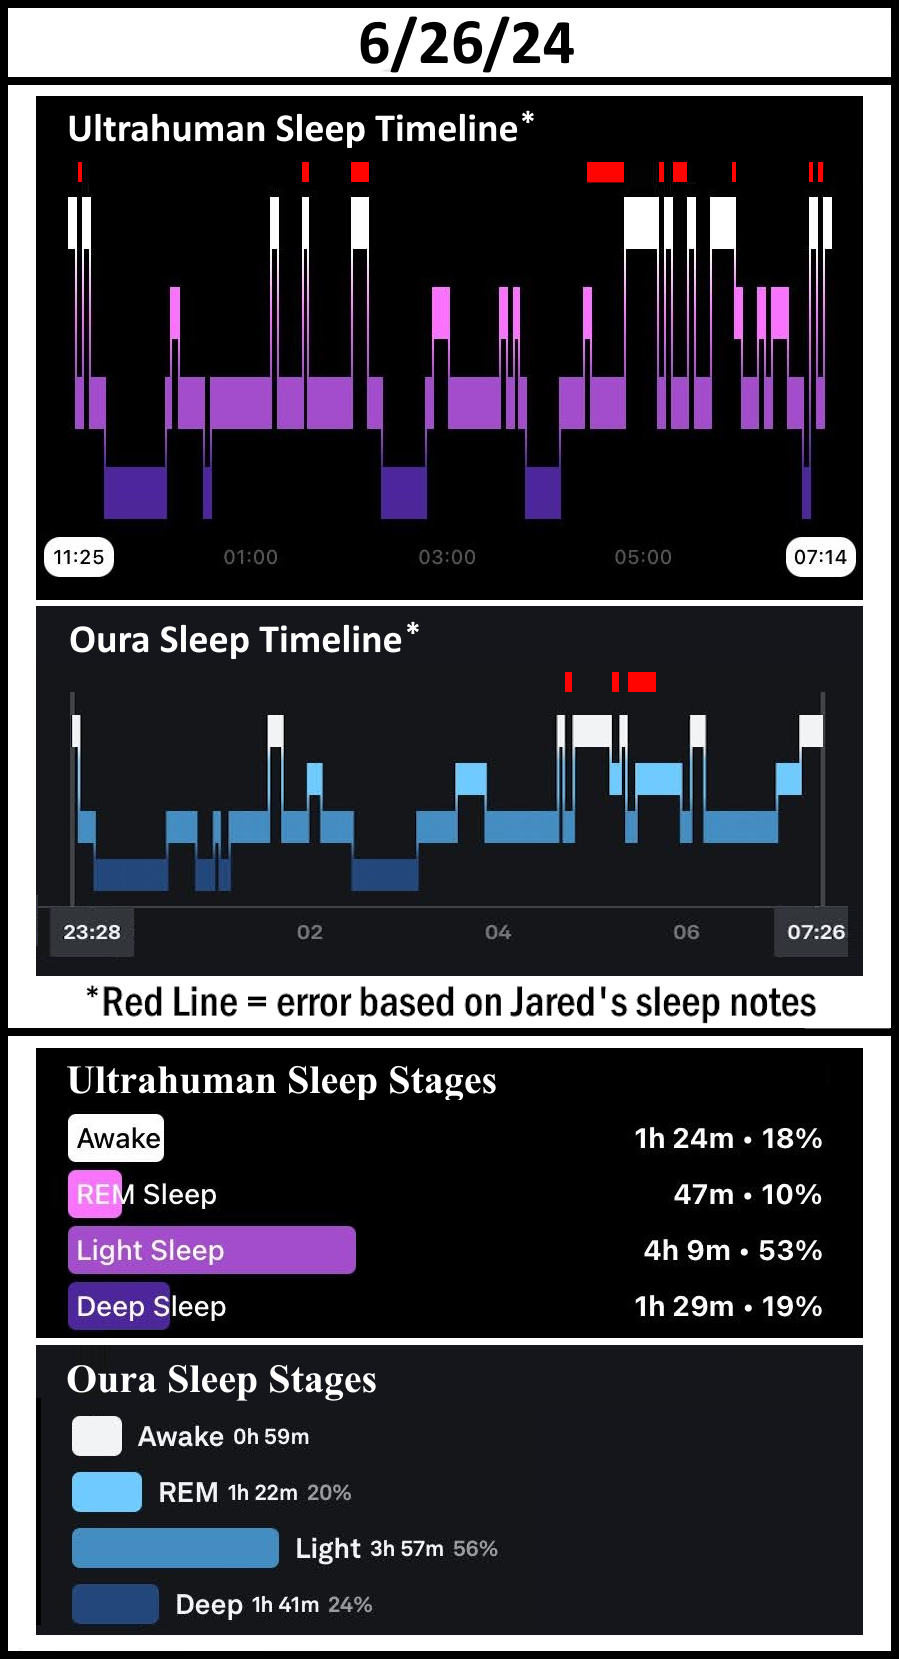 6/26/24
Ultrahuman Sleep Timeline*
11:25 01:00 03:00 05:00 07:14
Oura Sleep Timeline*
23:28 02 04 06 07:26
*Red Line = error based on Jared's sleep notes
Ultrahuman Sleep Stages
Awake 1h 24m • 18%
REM Sleep 47m • 10%
Light Sleep 4h 9m • 53%
Deep Sleep 1h 29m • 19%
Oura Sleep Stages
Awake 0h 59m
REM 1h 22m 20%
Light 3h 57m 56%
Deep 1h 41m 24%